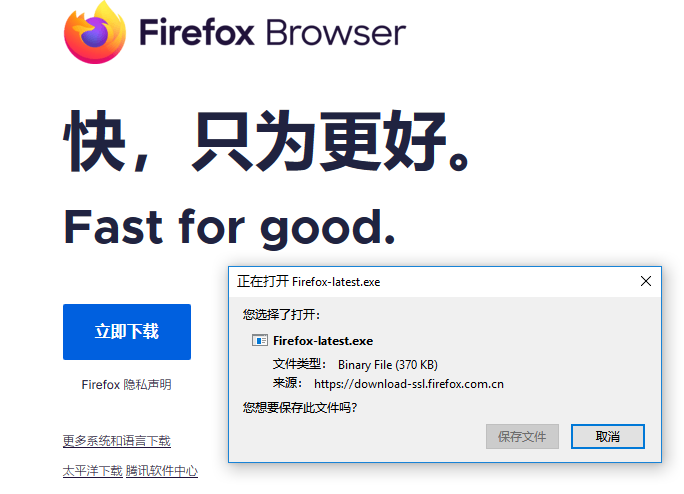 Firefox Browser
快，只为更好。
Fast for good.
正在打开 Firefox-latest.exe
您选择了打开：
Firefox-latest.exe
文件类型： Binary File (370 KB)
来源： https://download-ssl.firefox.com.cn
您想要保存此文件吗？
保存文件 取消
立即下载
Firefox 隐私声明
更多系统和语言下载
太平洋下载 腾讯软件中心